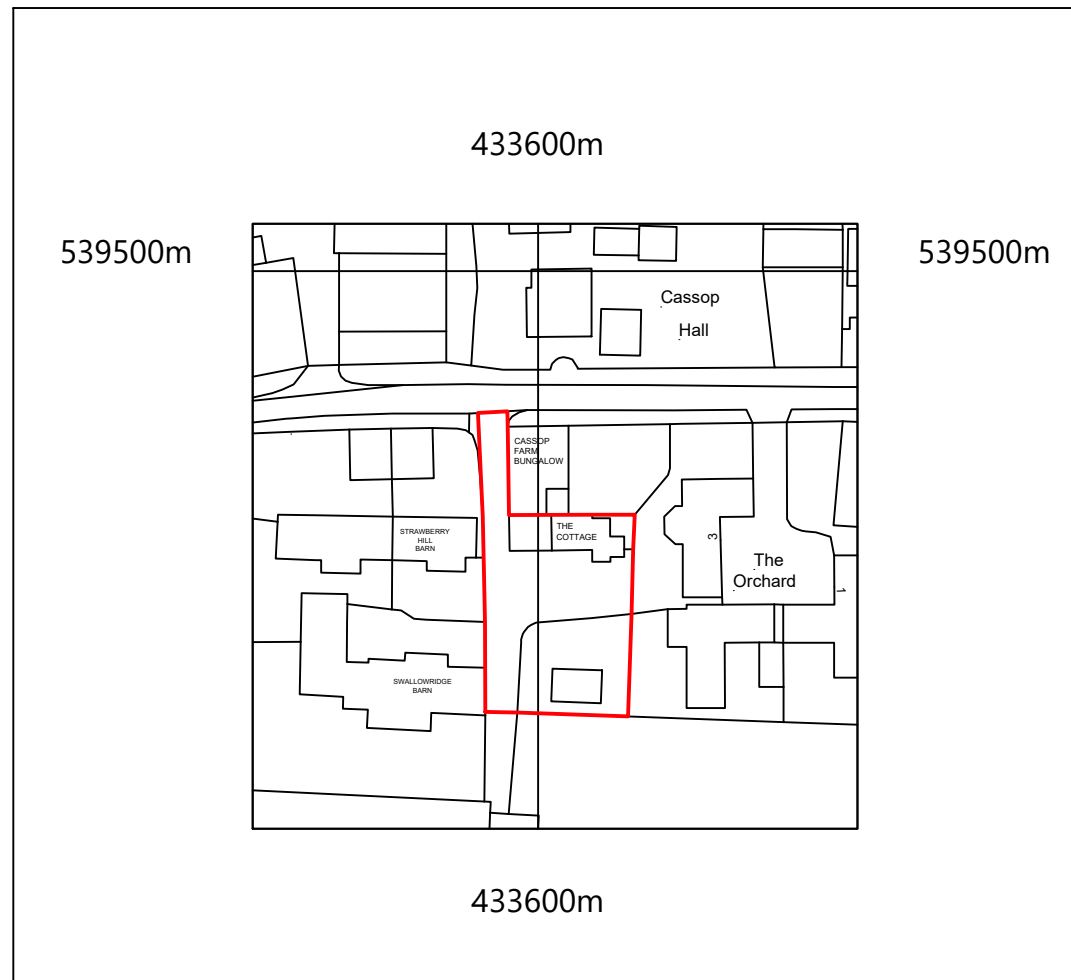 433600m
539500m
539500m
Cassop
Hall
CASSOP
FARM
BUNGALOW
THE
COTTAGE
STRAWBERRY
HILL
BARN
3
The
Orchard
1
SWALLOWRIDGE
BARN
433600m